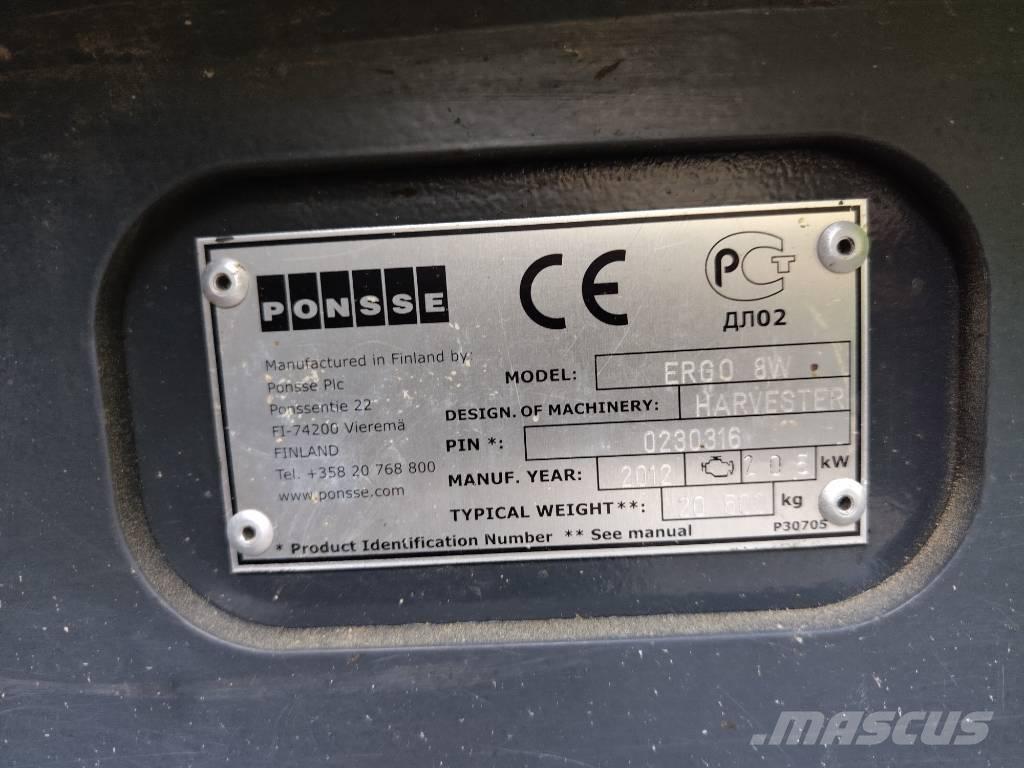 PONSSE
CE
PCT
ДЛ02
Manufactured in Finland by:
Ponsse Plc
Ponssentie 22
FI-74200 Vieremä
FINLAND
Tel. +358 20 768 800
www.ponsse.com
MODEL: ERGO 8W
DESIGN. OF MACHINERY: HARVESTER
PIN *: 0230316
MANUF. YEAR: 2012 205 kW
TYPICAL WEIGHT**: 20 kg
P30705
* Product Identification Number ** See manual
MASCUS